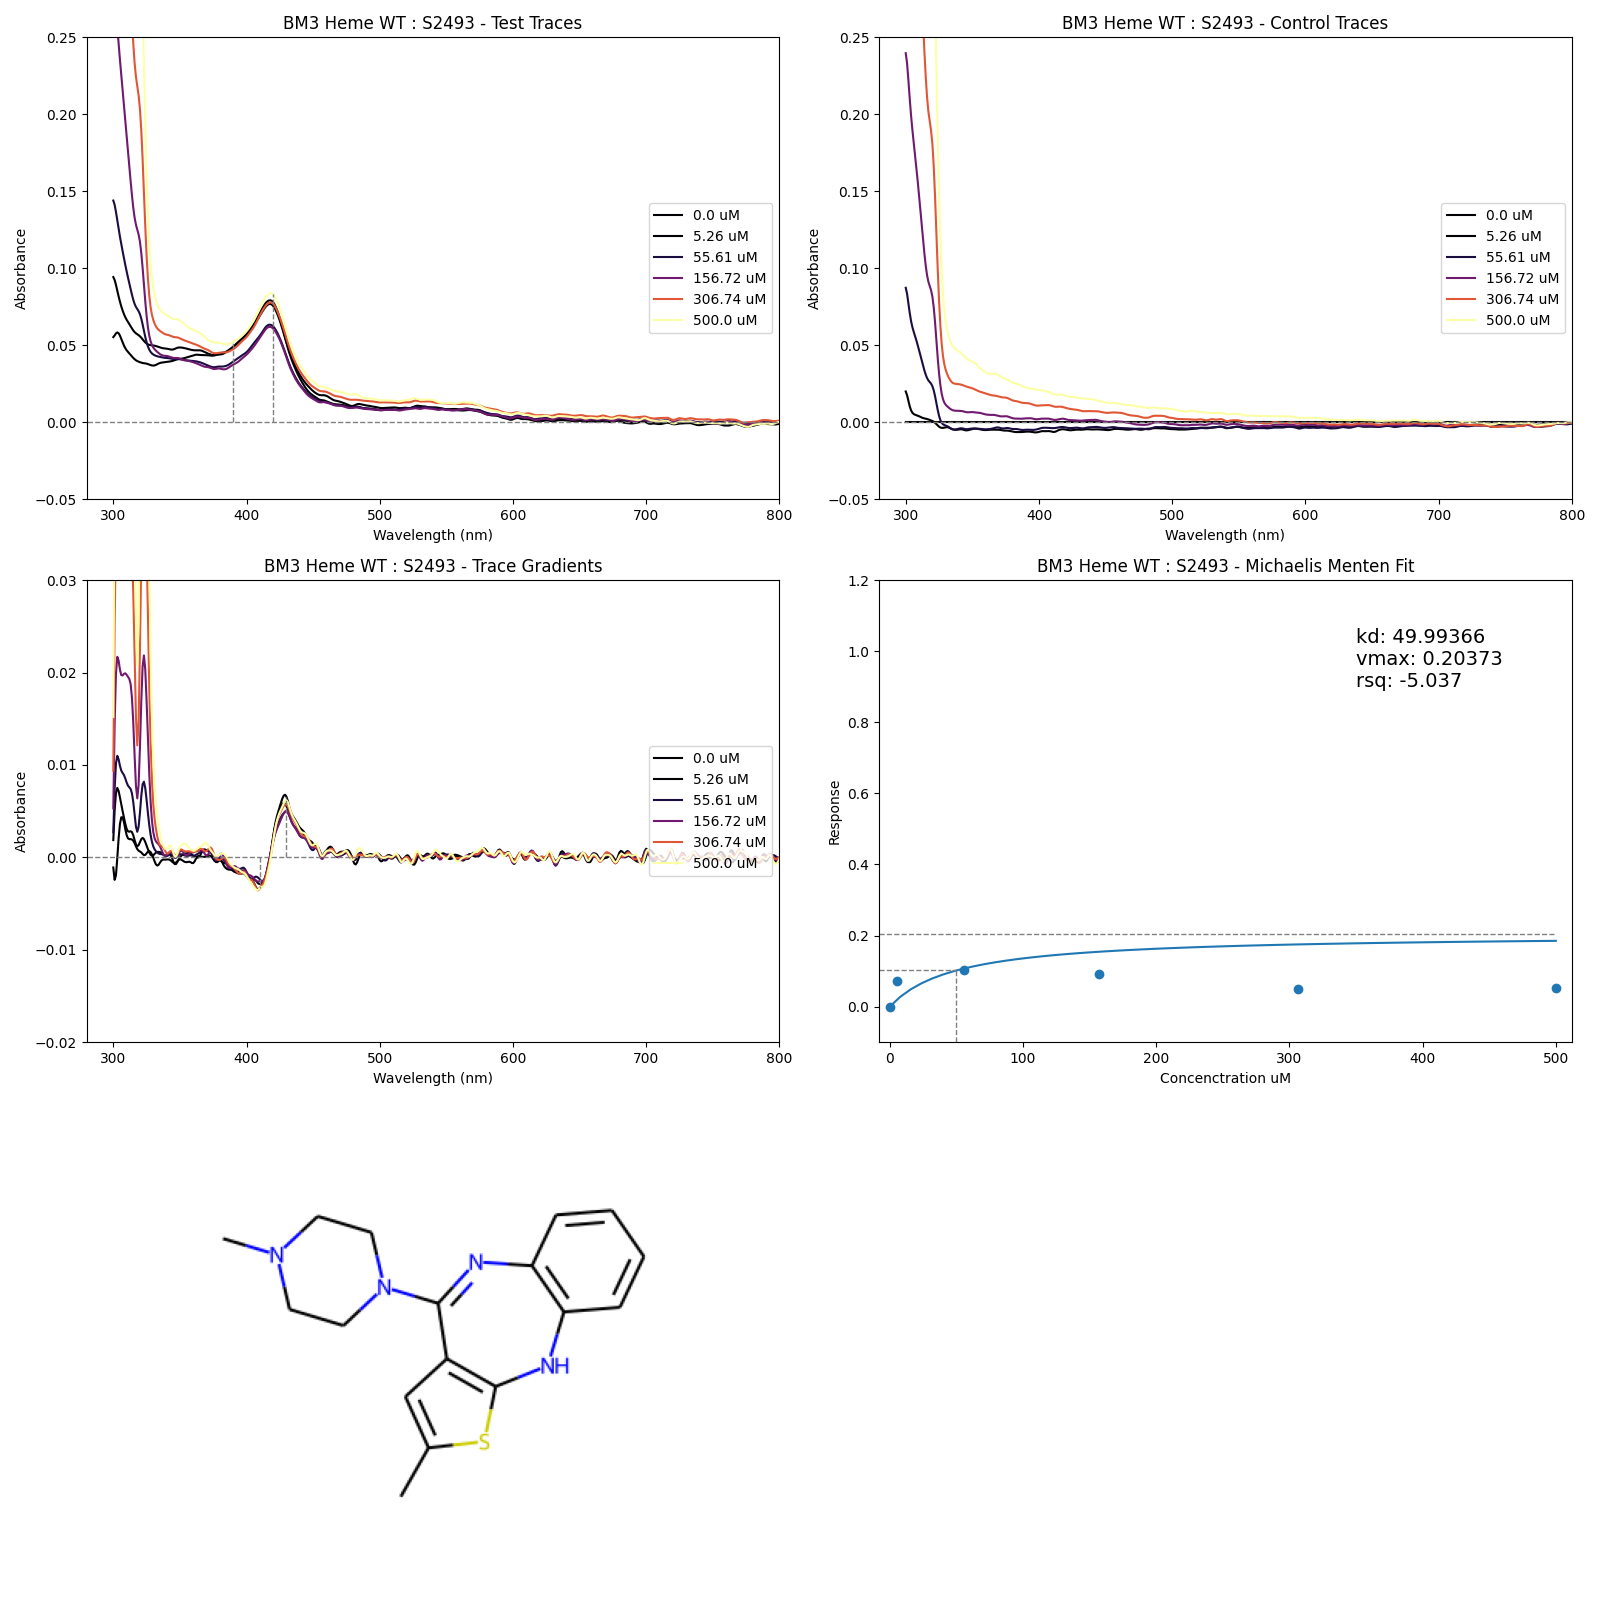 BM3 Heme WT : S2493 - Test Traces
0.25
0.20
0.15
0.10
0.05
0.00
−0.05
Absorbance
300 400 500 600 700 800
Wavelength (nm)
0.0 uM
5.26 uM
55.61 uM
156.72 uM
306.74 uM
500.0 uM
BM3 Heme WT : S2493 - Control Traces
0.25
0.20
0.15
0.10
0.05
0.00
−0.05
Absorbance
300 400 500 600 700 800
Wavelength (nm)
0.0 uM
5.26 uM
55.61 uM
156.72 uM
306.74 uM
500.0 uM
BM3 Heme WT : S2493 - Trace Gradients
0.03
0.02
0.01
0.00
−0.01
−0.02
Absorbance
300 400 500 600 700 800
Wavelength (nm)
0.0 uM
5.26 uM
55.61 uM
156.72 uM
306.74 uM
500.0 uM
BM3 Heme WT : S2493 - Michaelis Menten Fit
1.2
1.0
0.8
0.6
0.4
0.2
0.0
Response
kd: 49.99366
vmax: 0.20373
rsq: -5.037
0 100 200 300 400 500
Concenctration uM
N
N
N
NH
S